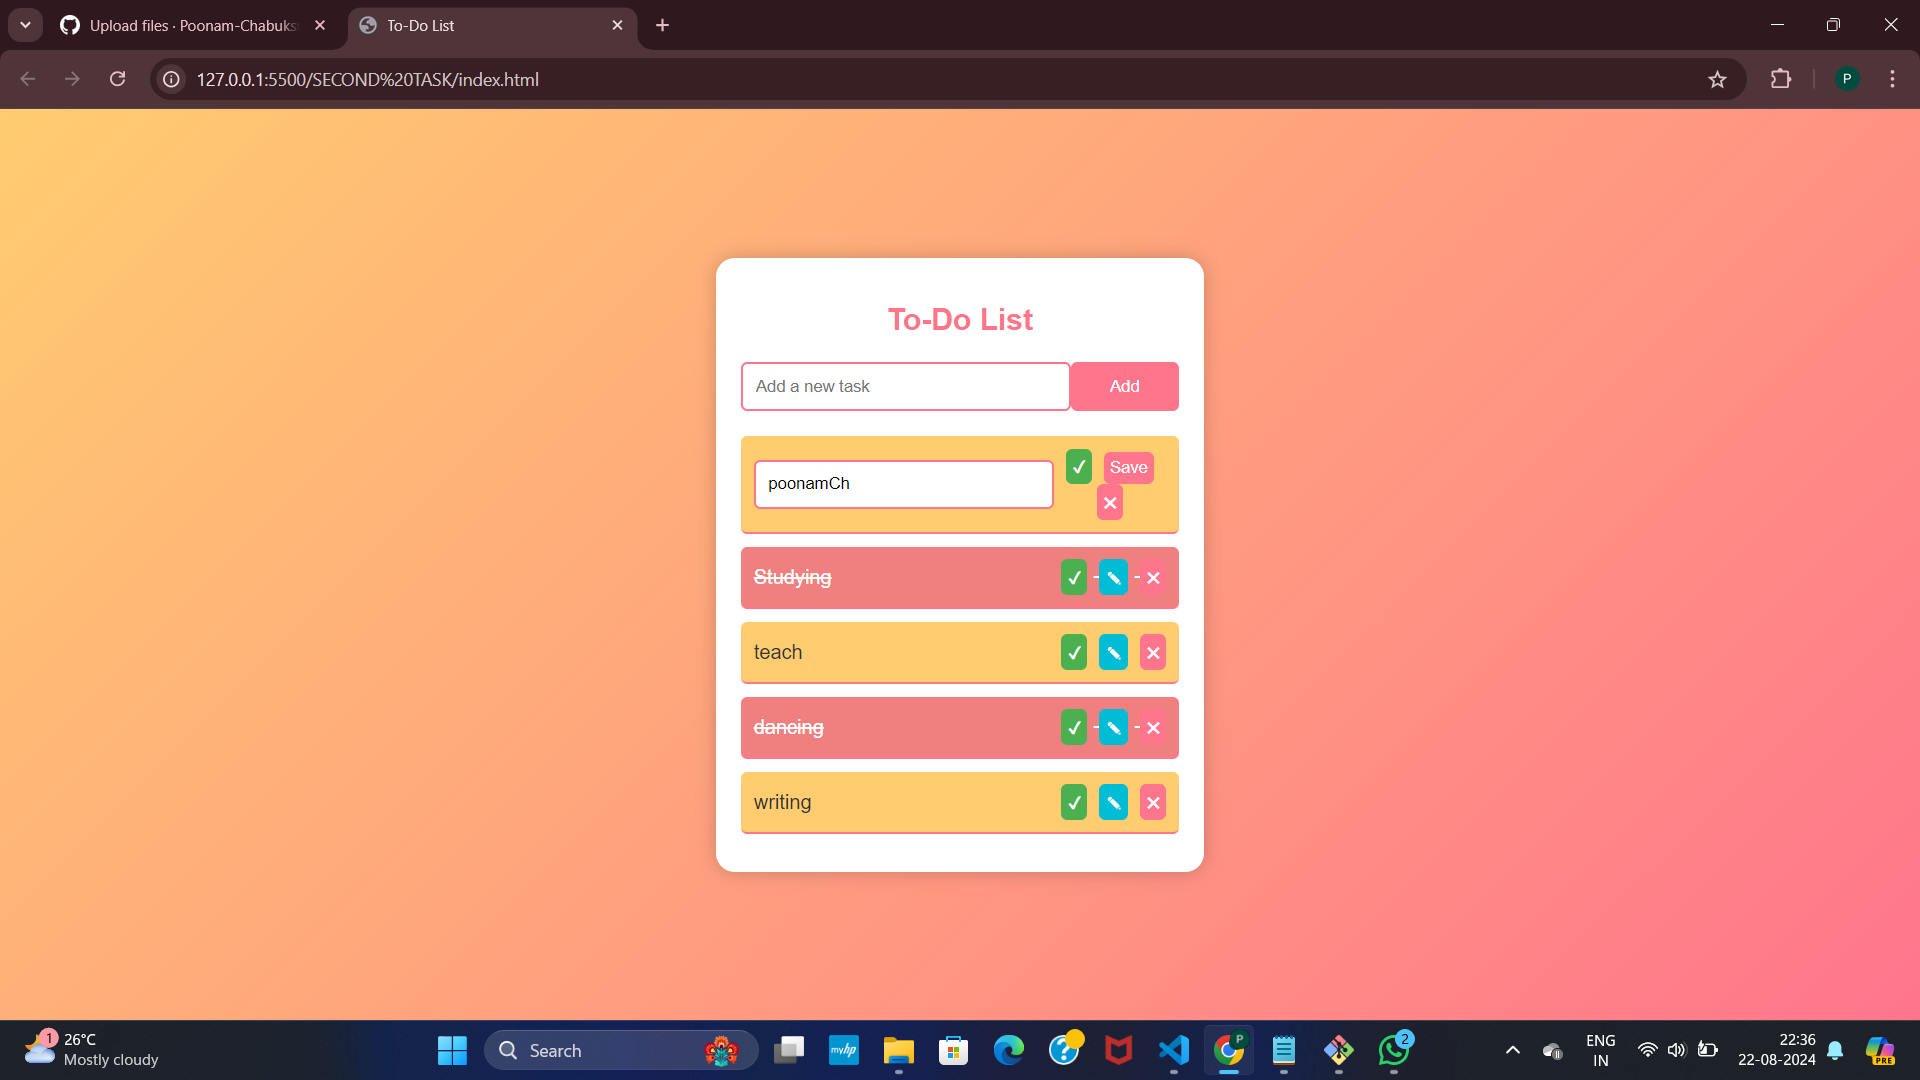 Upload files · Poonam-Chabuks
To-Do List
127.0.0.1:5500/SECOND%20TASK/index.html
P
To-Do List
Add a new task
Add
poonamCh
Save
Studying
teach
dancing
writing
1
26°C
Mostly cloudy
Search
myhp
P
2
ENG
IN
22:36
22-08-2024
PRE